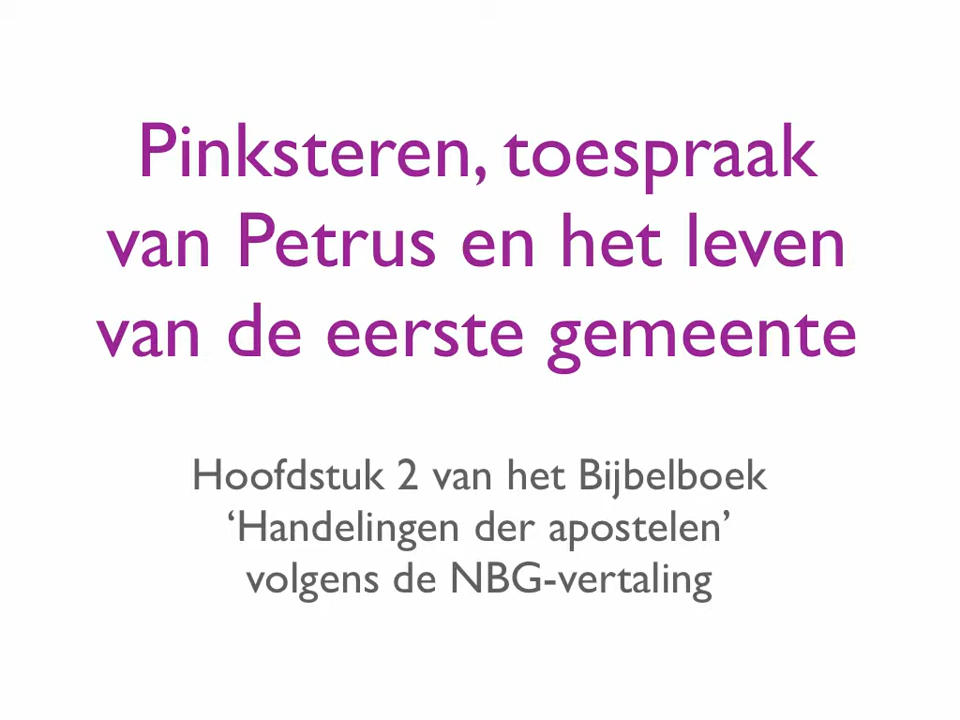 Pinksteren, toespraak
van Petrus en het leven
van de eerste gemeente
Hoofdstuk 2 van het Bijbelboek
‘Handelingen der apostelen’
volgens de NBG-vertaling